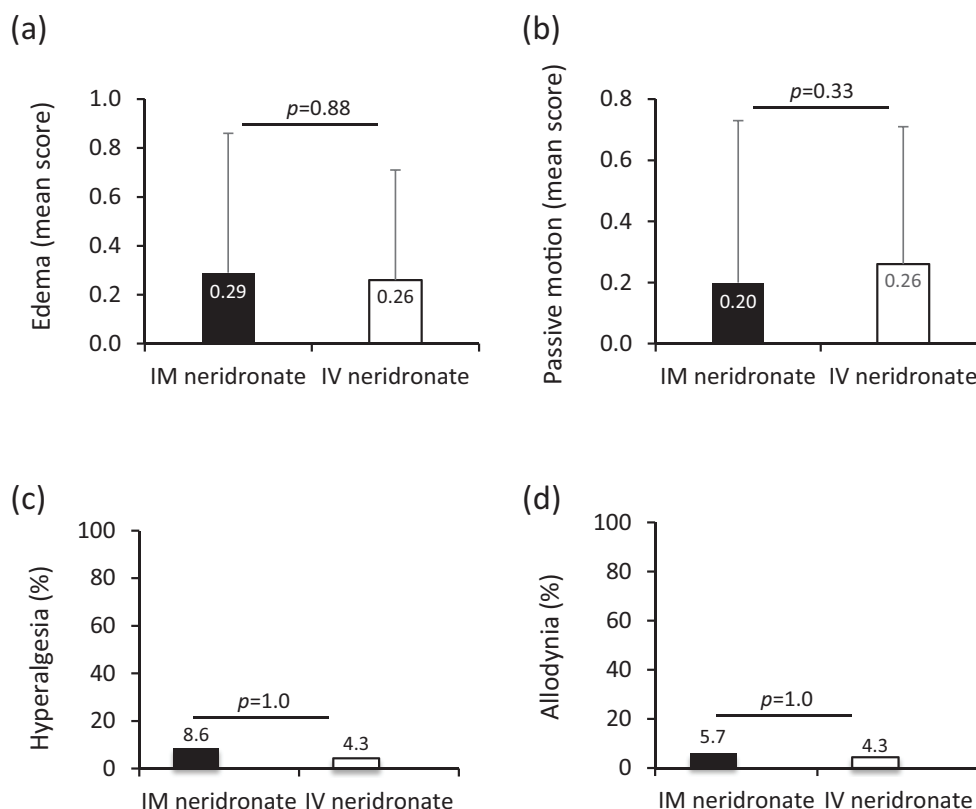 (a)
Edema (mean score)
1.0
0.8
0.6
0.4
0.2
0.0
p=0.88
0.29
0.26
IM neridronate
IV neridronate
(b)
Passive motion (mean score)
0.8
0.6
0.4
0.2
0.0
p=0.33
0.20
0.26
IM neridronate
IV neridronate
(c)
Hyperalgesia (%)
100
80
60
40
20
0
p=1.0
8.6
4.3
IM neridronate
IV neridronate
(d)
Allodynia (%)
100
80
60
40
20
0
p=1.0
5.7
4.3
IM neridronate
IV neridronate